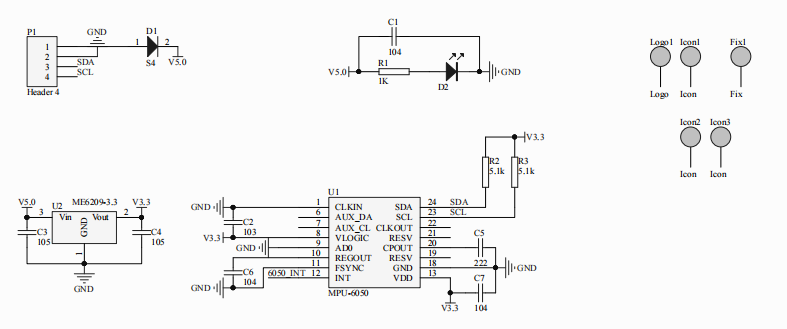 P1
1
2
3
4
Header 4
GND
SDA
SCL
1
D1
2
S4
V5.0
C1
104
V5.0
R1
1K
D2
GND
Logo1
Icon1
Fix1
Logo
Icon
Fix
Icon2
Icon3
Icon
Icon
V5.0
3
U2
ME6209-3.3
Vin
Vout
GND
2
V3.3
1
C3
105
C4
105
GND
U1
GND
C2
103
V3.3
GND
C6
104
GND
6050_INT
1 CLKIN
6 AUX_DA
7 AUX_CL
8 VLOGIC
9 AD0
10 REGOUT
11 FSYNC
12 INT
SDA 24 SDA
SCL 23 SCL
CLKOUT 22
RESV 21
CPOUT 20
RESV 19
GND 18
VDD 13
MPU-6050
R2
5.1k
R3
5.1k
V3.3
C5
222
GND
C7
104
V3.3